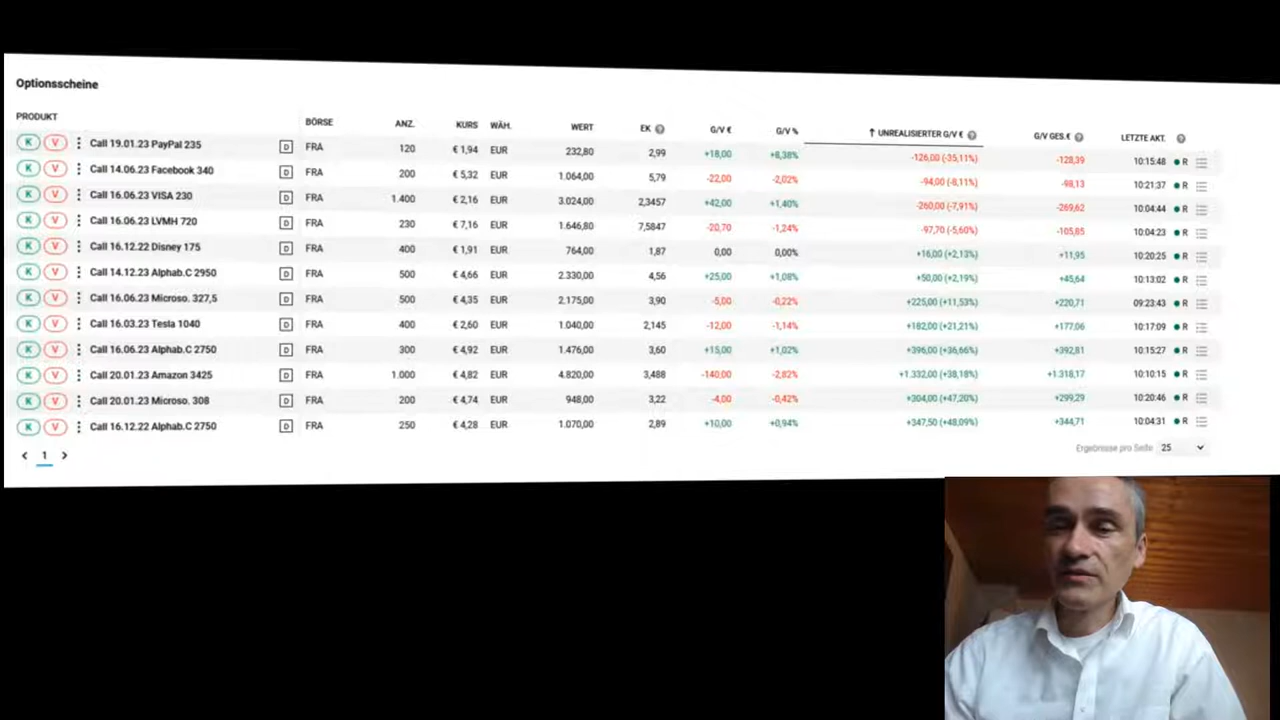 Optionsscheine
PRODUKT BÖRSE ANZ. KURS WÄH. WERT EK ? G/V € G/V % ↑ UNREALISIERTER G/V € ? G/V GES.€ ? LETZTE AKT. ?
K V Call 19.01.23 PayPal 235 D FRA 120 € 1,94 EUR 232,80 2,99 +18,00 +8,38% -126,00 (-35,11%) -128,39 10:15:48 R
K V Call 14.06.23 Facebook 340 D FRA 200 € 5,32 EUR 1.064,00 5,79 -22,00 -2,02% -94,00 (-8,11%) -98,13 10:21:37 R
K V Call 16.06.23 VISA 230 D FRA 1.400 € 2,16 EUR 3.024,00 2,3457 +42,00 +1,40% -260,00 (-7,91%) -269,62 10:04:44 R
K V Call 16.06.23 LVMH 720 D FRA 230 € 7,16 EUR 1.646,80 7,5847 -20,70 -1,24% -97,70 (-5,60%) -105,85 10:04:23 R
K V Call 16.12.22 Disney 175 D FRA 400 € 1,91 EUR 764,00 1,87 0,00 0,00% +16,00 (+2,13%) +11,95 10:20:25 R
K V Call 14.12.23 Alphab.C 2950 D FRA 500 € 4,66 EUR 2.330,00 4,56 +25,00 +1,08% +50,00 (+2,19%) +45,64 10:13:02 R
K V Call 16.06.23 Microso. 327,5 D FRA 500 € 4,35 EUR 2.175,00 3,90 -5,00 -0,22% +225,00 (+11,53%) +220,71 09:23:43 R
K V Call 16.03.23 Tesla 1040 D FRA 400 € 2,60 EUR 1.040,00 2,145 -12,00 -1,14% +182,00 (+21,21%) +177,06 10:17:09 R
K V Call 16.06.23 Alphab.C 2750 D FRA 300 € 4,92 EUR 1.476,00 3,60 +15,00 +1,02% +396,00 (+36,66%) +392,81 10:15:27 R
K V Call 20.01.23 Amazon 3425 D FRA 1.000 € 4,82 EUR 4.820,00 3,488 -140,00 -2,82% +1.332,00 (+38,18%) +1.318,17 10:10:15 R
K V Call 20.01.23 Microso. 308 D FRA 200 € 4,74 EUR 948,00 3,22 -4,00 -0,42% +304,00 (+47,20%) +299,29 10:20:46 R
K V Call 16.12.22 Alphab.C 2750 D FRA 250 € 4,28 EUR 1.070,00 2,89 +10,00 +0,94% +347,50 (+48,09%) +344,71 10:04:31 R
1 Ergebnisse pro Seite 25